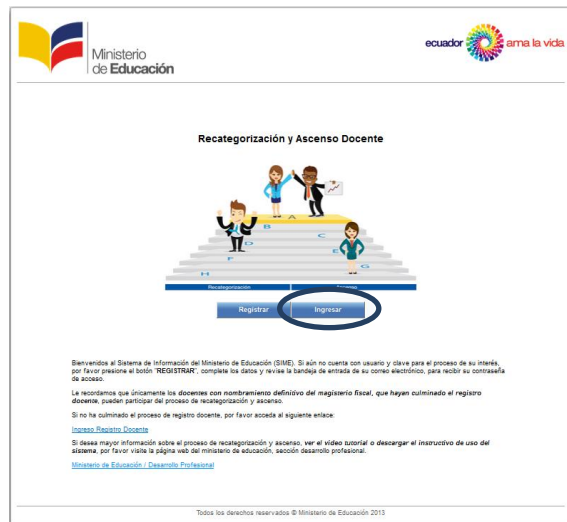 Ministerio
de Educación
ecuador ama la vida
Recategorización y Ascenso Docente
A
B
C
D
E
F
G
H
Recategorización Ascenso
Registrar Ingresar
Bienvenidos al Sistema de Información del Ministerio de Educación (SIME). Si aún no cuenta con usuario y clave para el proceso de su interés,
por favor presione el botón "REGISTRAR", complete los datos y revise la bandeja de entrada de su correo electrónico, para recibir su contraseña
de acceso.
Le recordamos que únicamente los docentes con nombramiento definitivo del magisterio fiscal, que hayan culminado el registro
docente, pueden participar del proceso de recategorización y ascenso.
Si no ha culminado el proceso de registro docente, por favor acceda al siguiente enlace:
Ingreso Registro Docente
Si desea mayor información sobre el proceso de recategorización y ascenso, ver el video tutorial o descargar el instructivo de uso del
sistema, por favor visite la página web del ministerio de educación, sección desarrollo profesional.
Ministerio de Educación / Desarrollo Profesional
Todos los derechos reservados © Ministerio de Educación 2013